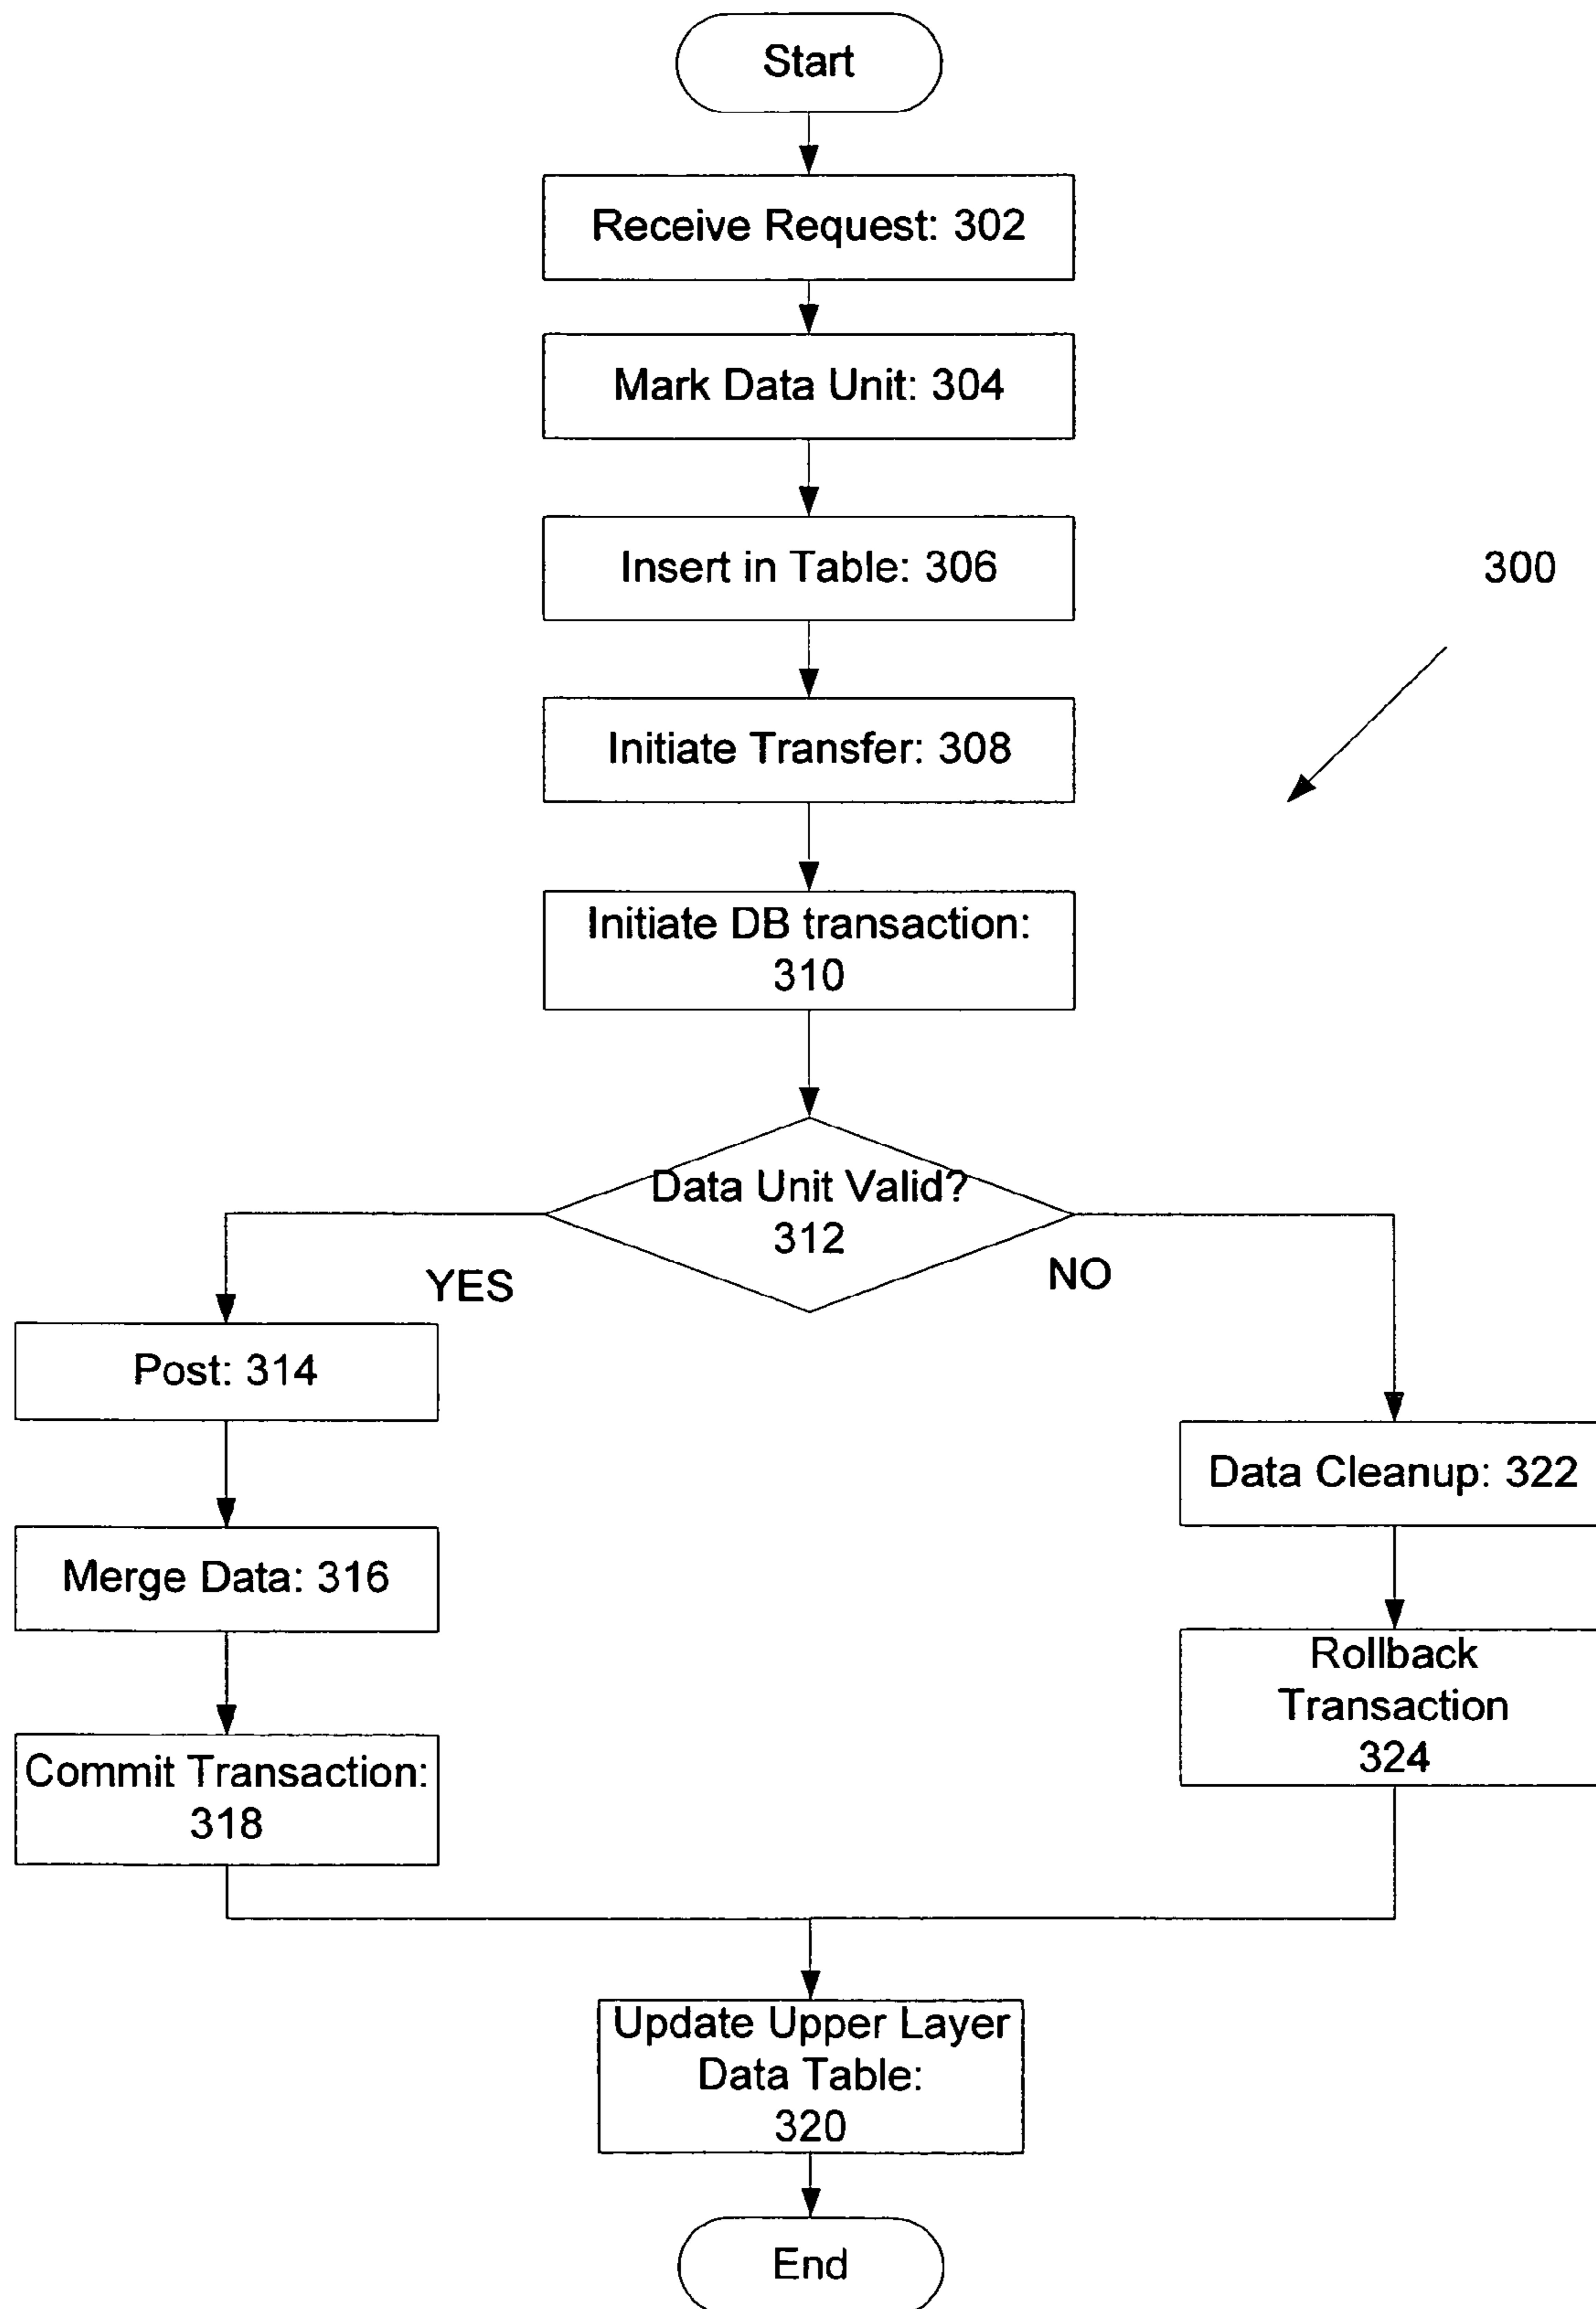 Start
Receive Request: 302
Mark Data Unit: 304
Insert in Table: 306
300
Initiate Transfer: 308
Initiate DB transaction:
310
Data Unit Valid?
312
YES
NO
Post: 314
Data Cleanup: 322
Merge Data: 316
Rollback
Transaction
324
Commit Transaction:
318
Update Upper Layer
Data Table:
320
End